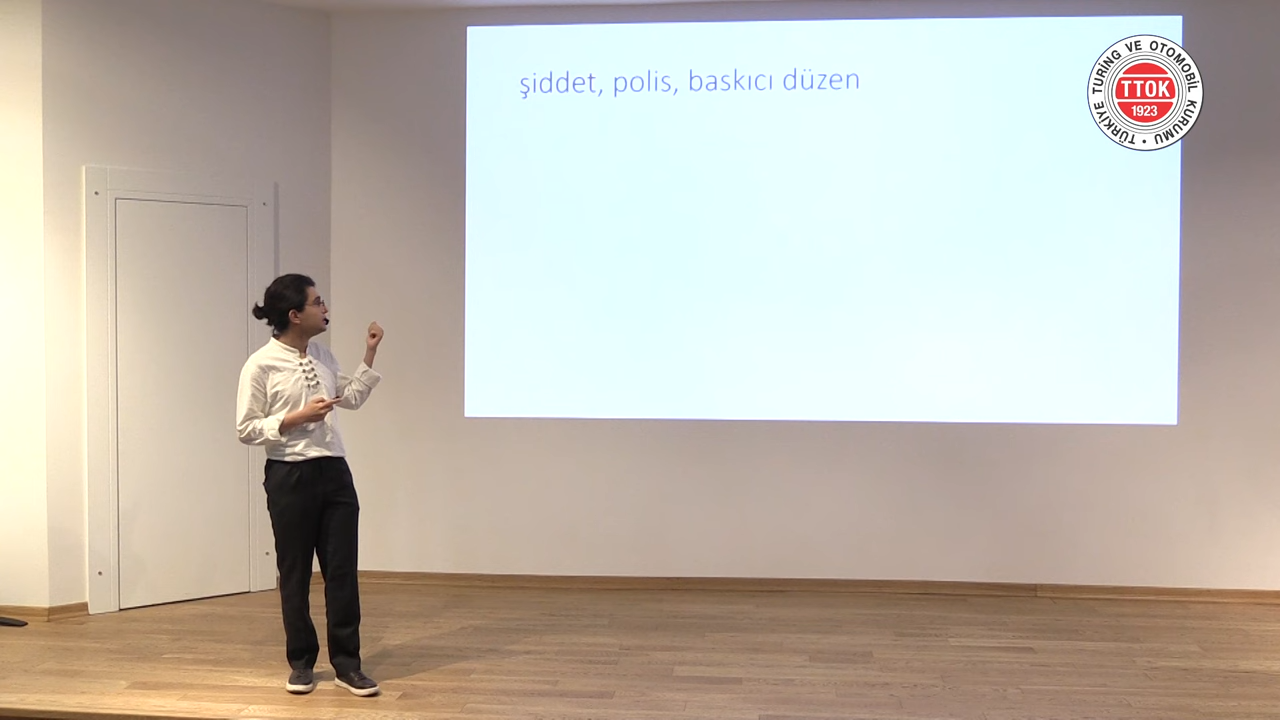 şiddet, polis, baskıcı düzen
TÜRKİYE TURİNG VE OTOMOBİL KURUMU •
TTOK
1923